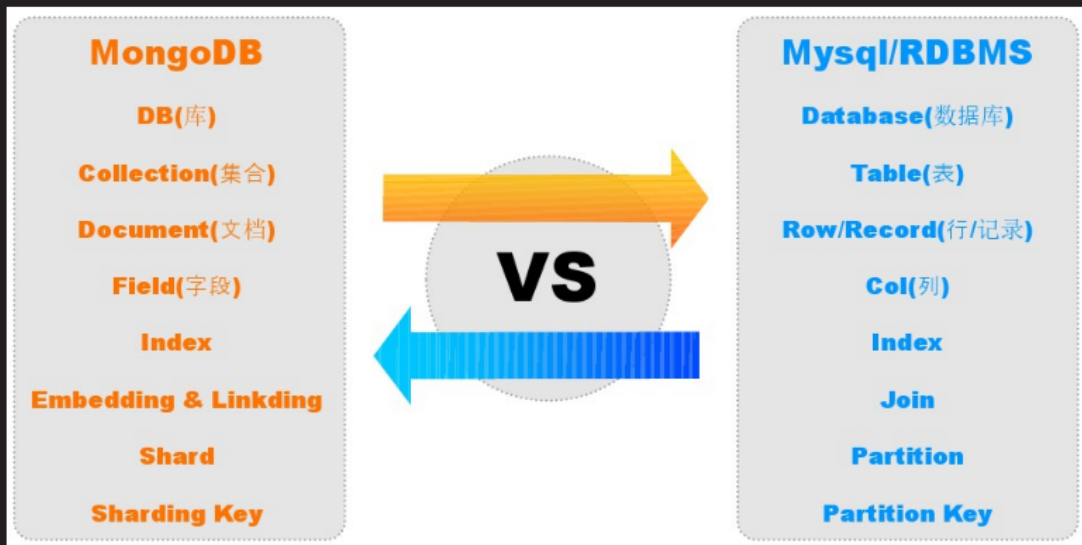 MongoDB
DB(库)
Collection(集合)
Document(文档)
Field(字段)
Index
Embedding & Linkding
Shard
Sharding Key
VS
Mysql/RDBMS
Database(数据库)
Table(表)
Row/Record(行/记录)
Col(列)
Index
Join
Partition
Partition Key